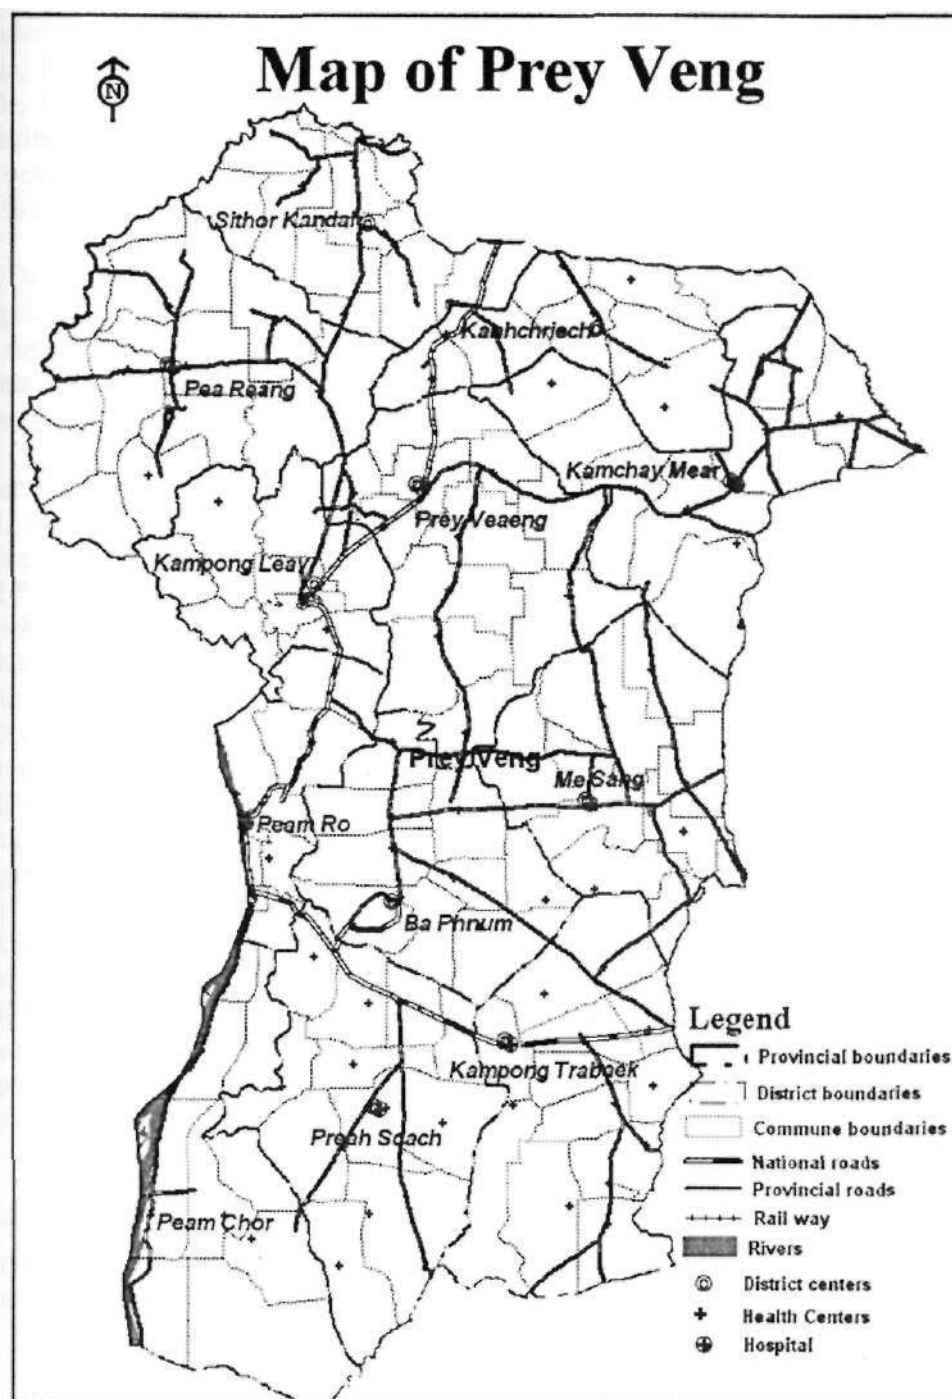 Map of Prey Veng
N
Sithor Kandal
Kanhchriech
Pea Reang
Kamchay Mear
Prey Veaeng
Kampong Leav
Prey Veng
Me Sang
Peam Ro
Ba Phnum
Kampong Trabaek
Preah Sdach
Peam Chor
Legend
Provincial boundaries
District boundaries
Commune boundaries
National roads
Provincial roads
Rail way
Rivers
District centers
Health Centers
Hospital